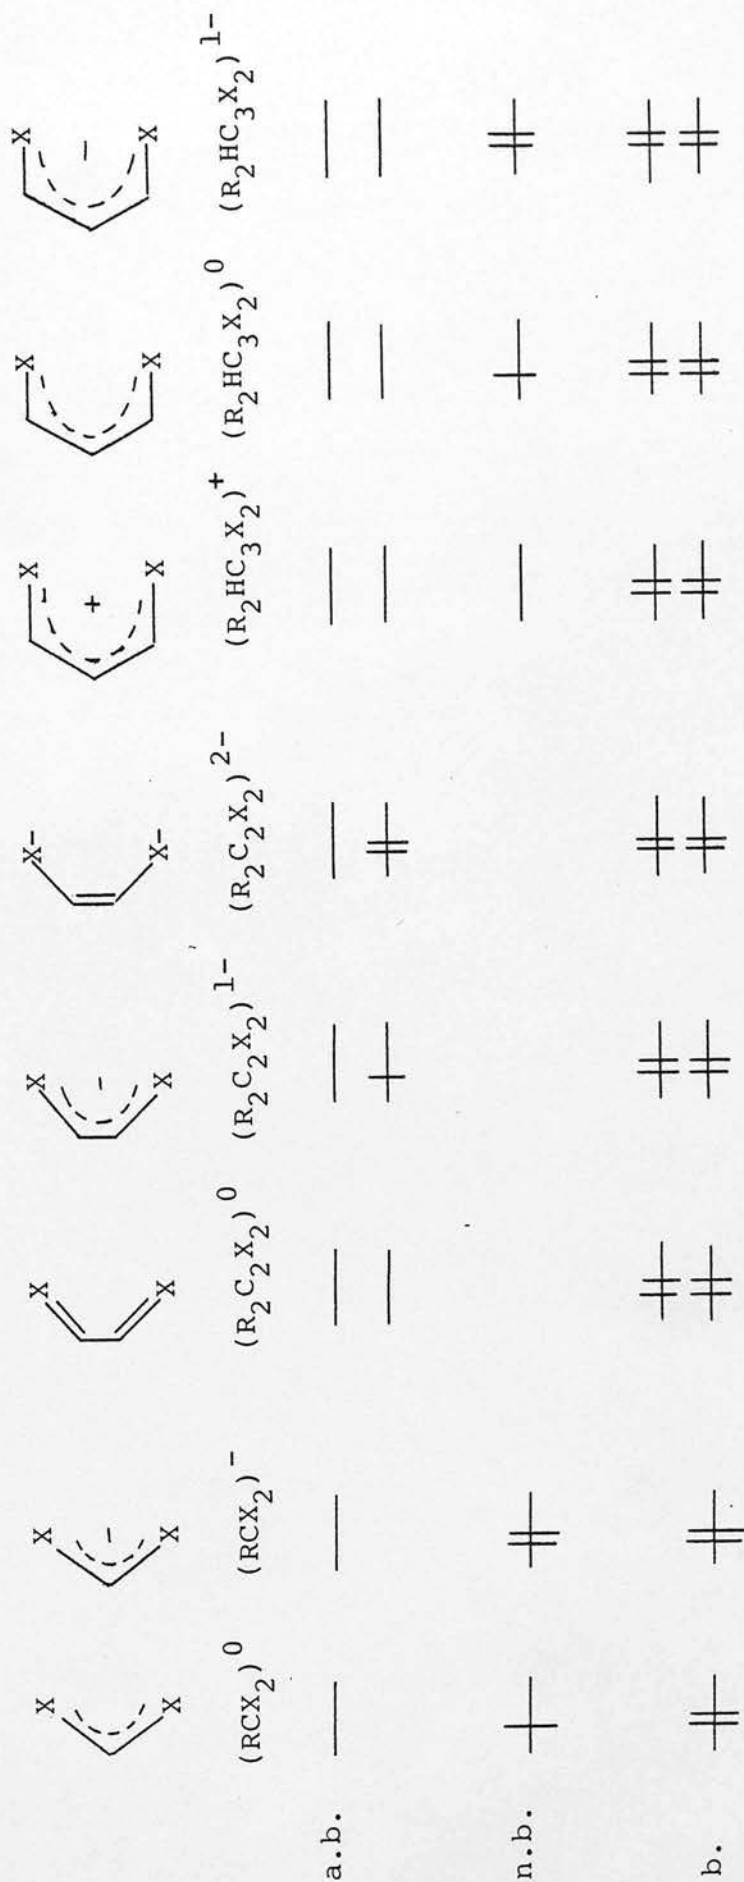 X X X X X- X X X
- - + -
X X X X X- X X X
(RCX2)0 (RCX2)- (R2C2X2)0 (R2C2X2)1- (R2C2X2)2- (R2HC3X2)+ (R2HC3X2)0 (R2HC3X2)1-
a.b.
n.b.
b.